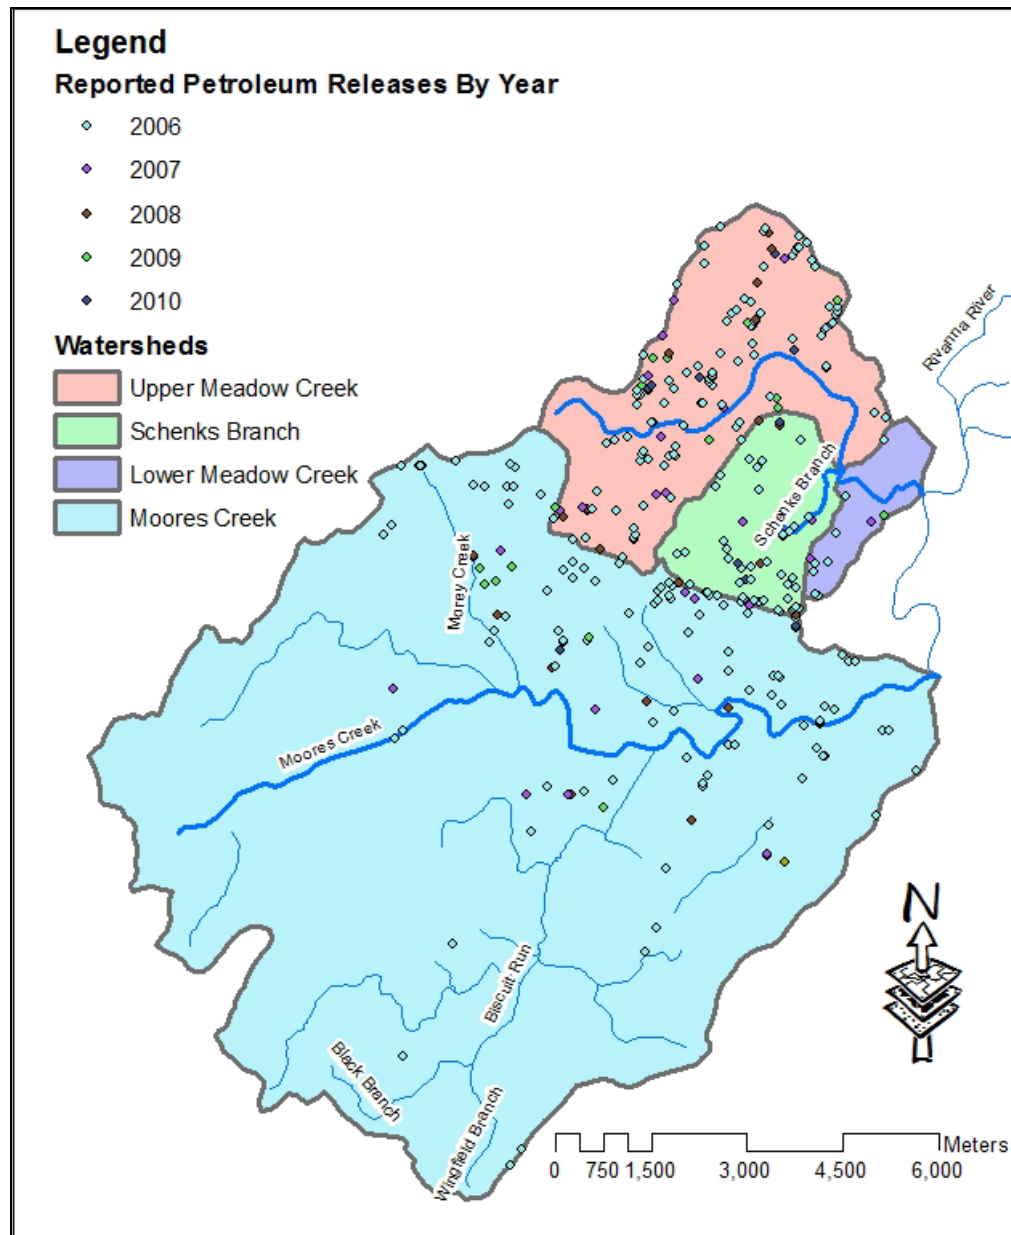 Legend
Reported Petroleum Releases By Year
2006
2007
2008
2009
2010
Watersheds
Upper Meadow Creek
Schenks Branch
Lower Meadow Creek
Moores Creek
Rivanna River
Schenks Branch
Morey Creek
Moores Creek
Biscuit Run
Black Branch
Wingfield Branch
N
0 750 1,500 3,000 4,500 6,000 Meters